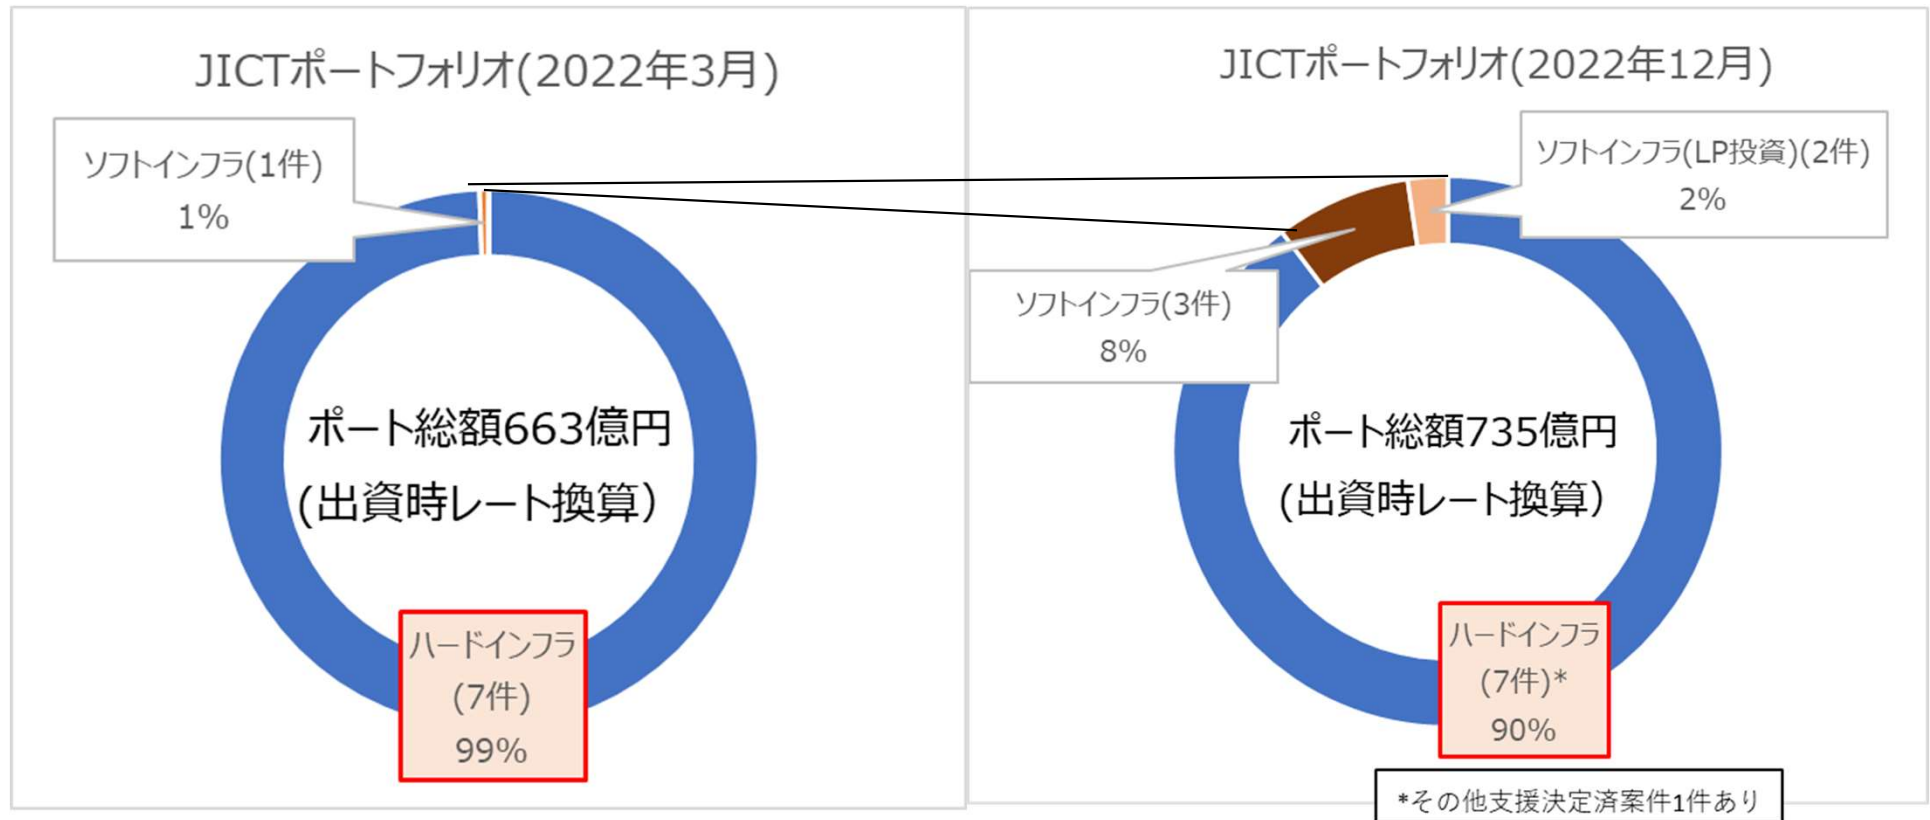 JICTポートフォリオ(2022年3月)
ソフトインフラ(1件)
1%
ポート総額663億円
(出資時レート換算）
ハードインフラ
(7件)
99%
JICTポートフォリオ(2022年12月)
ソフトインフラ(LP投資)(2件)
2%
ソフトインフラ(3件)
8%
ポート総額735億円
(出資時レート換算）
ハードインフラ
(7件)*
90%
*その他支援決定済案件1件あり